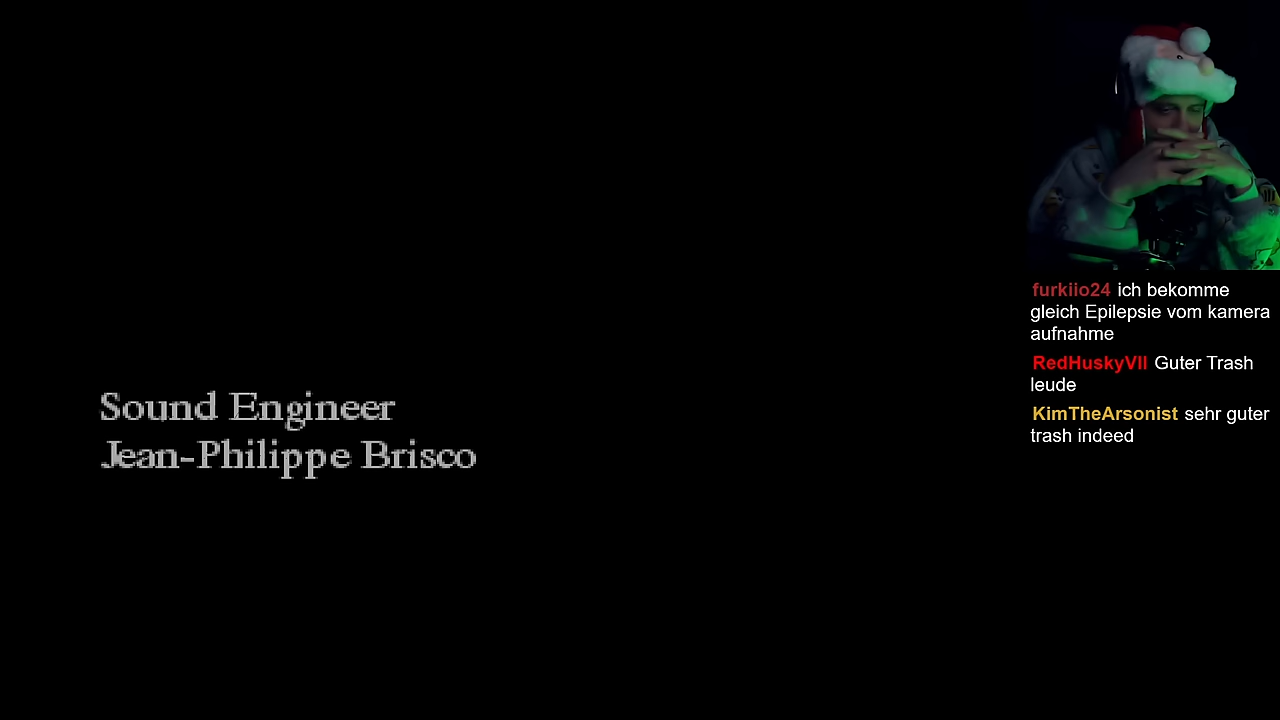 Sound Engineer
Jean-Philippe Brisco
furkiio24 ich bekomme
gleich Epilepsie vom kamera
aufnahme
RedHuskyVII Guter Trash
leude
KimTheArsonist sehr guter
trash indeed